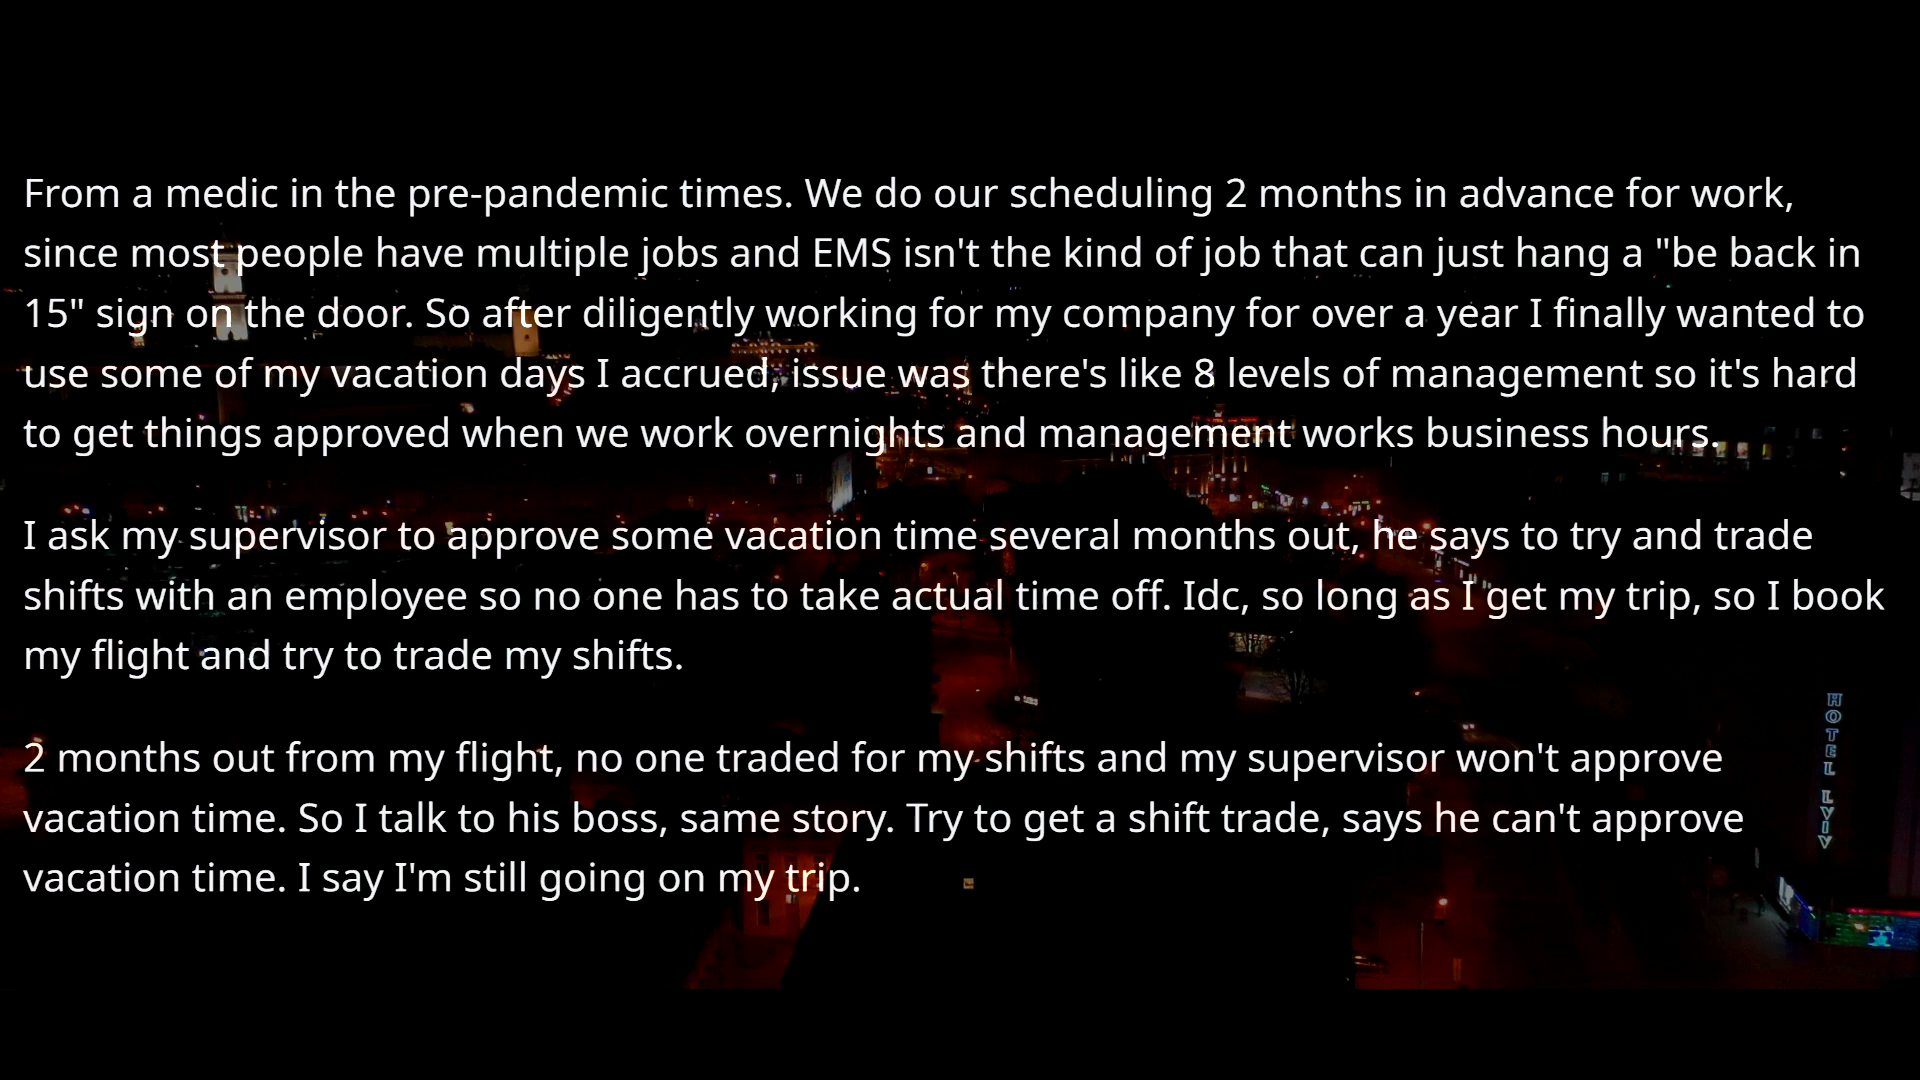 From a medic in the pre-pandemic times. We do our scheduling 2 months in advance for work,
since most people have multiple jobs and EMS isn't the kind of job that can just hang a "be back in
15" sign on the door. So after diligently working for my company for over a year I finally wanted to
use some of my vacation days I accrued, issue was there's like 8 levels of management so it's hard
to get things approved when we work overnights and management works business hours.
I ask my supervisor to approve some vacation time several months out, he says to try and trade
shifts with an employee so no one has to take actual time off. Idc, so long as I get my trip, so I book
my flight and try to trade my shifts.
HOTEL LVIV
2 months out from my flight, no one traded for my shifts and my supervisor won't approve
vacation time. So I talk to his boss, same story. Try to get a shift trade, says he can't approve
vacation time. I say I'm still going on my trip.